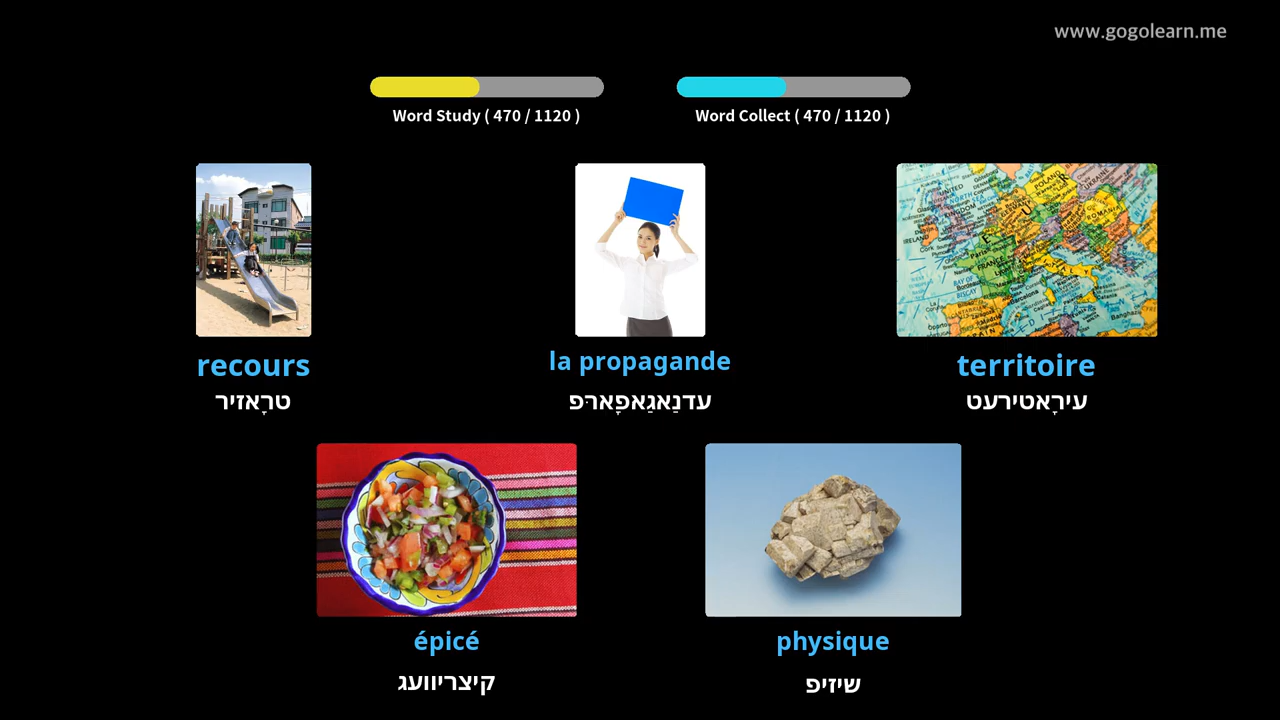 www.gogolearn.me
Word Study ( 470 / 1120 )
Word Collect ( 470 / 1120 )
recours
טרָאזיר
la propagande
עדנַאגַאפָּארּפ
territoire
עירָאטירעט
épicé
קיצריוועג
physique
שיזיפ